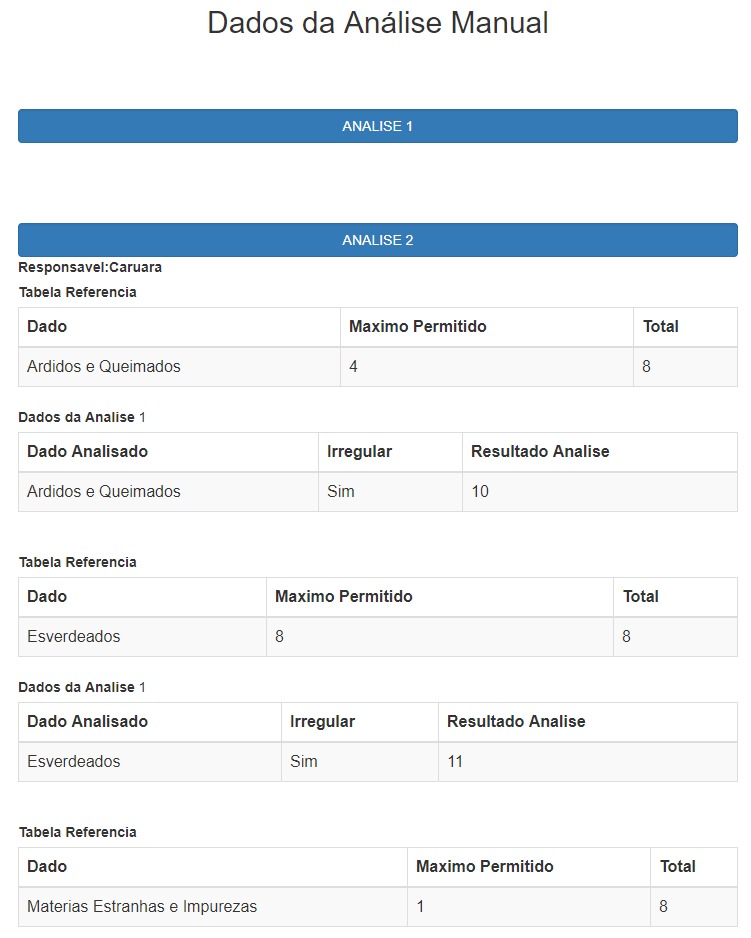 Dados da Análise Manual
ANALISE 1
ANALISE 2
Responsavel:Caruara
Tabela Referencia
Dado Maximo Permitido Total
Ardidos e Queimados 4 8
Dados da Analise 1
Dado Analisado Irregular Resultado Analise
Ardidos e Queimados Sim 10
Tabela Referencia
Dado Maximo Permitido Total
Esverdeados 8 8
Dados da Analise 1
Dado Analisado Irregular Resultado Analise
Esverdeados Sim 11
Tabela Referencia
Dado Maximo Permitido Total
Materias Estranhas e Impurezas 1 8